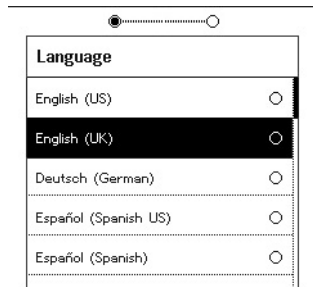 Language
English (US)
English (UK)
Deutsch (German)
Español (Spanish US)
Español (Spanish)